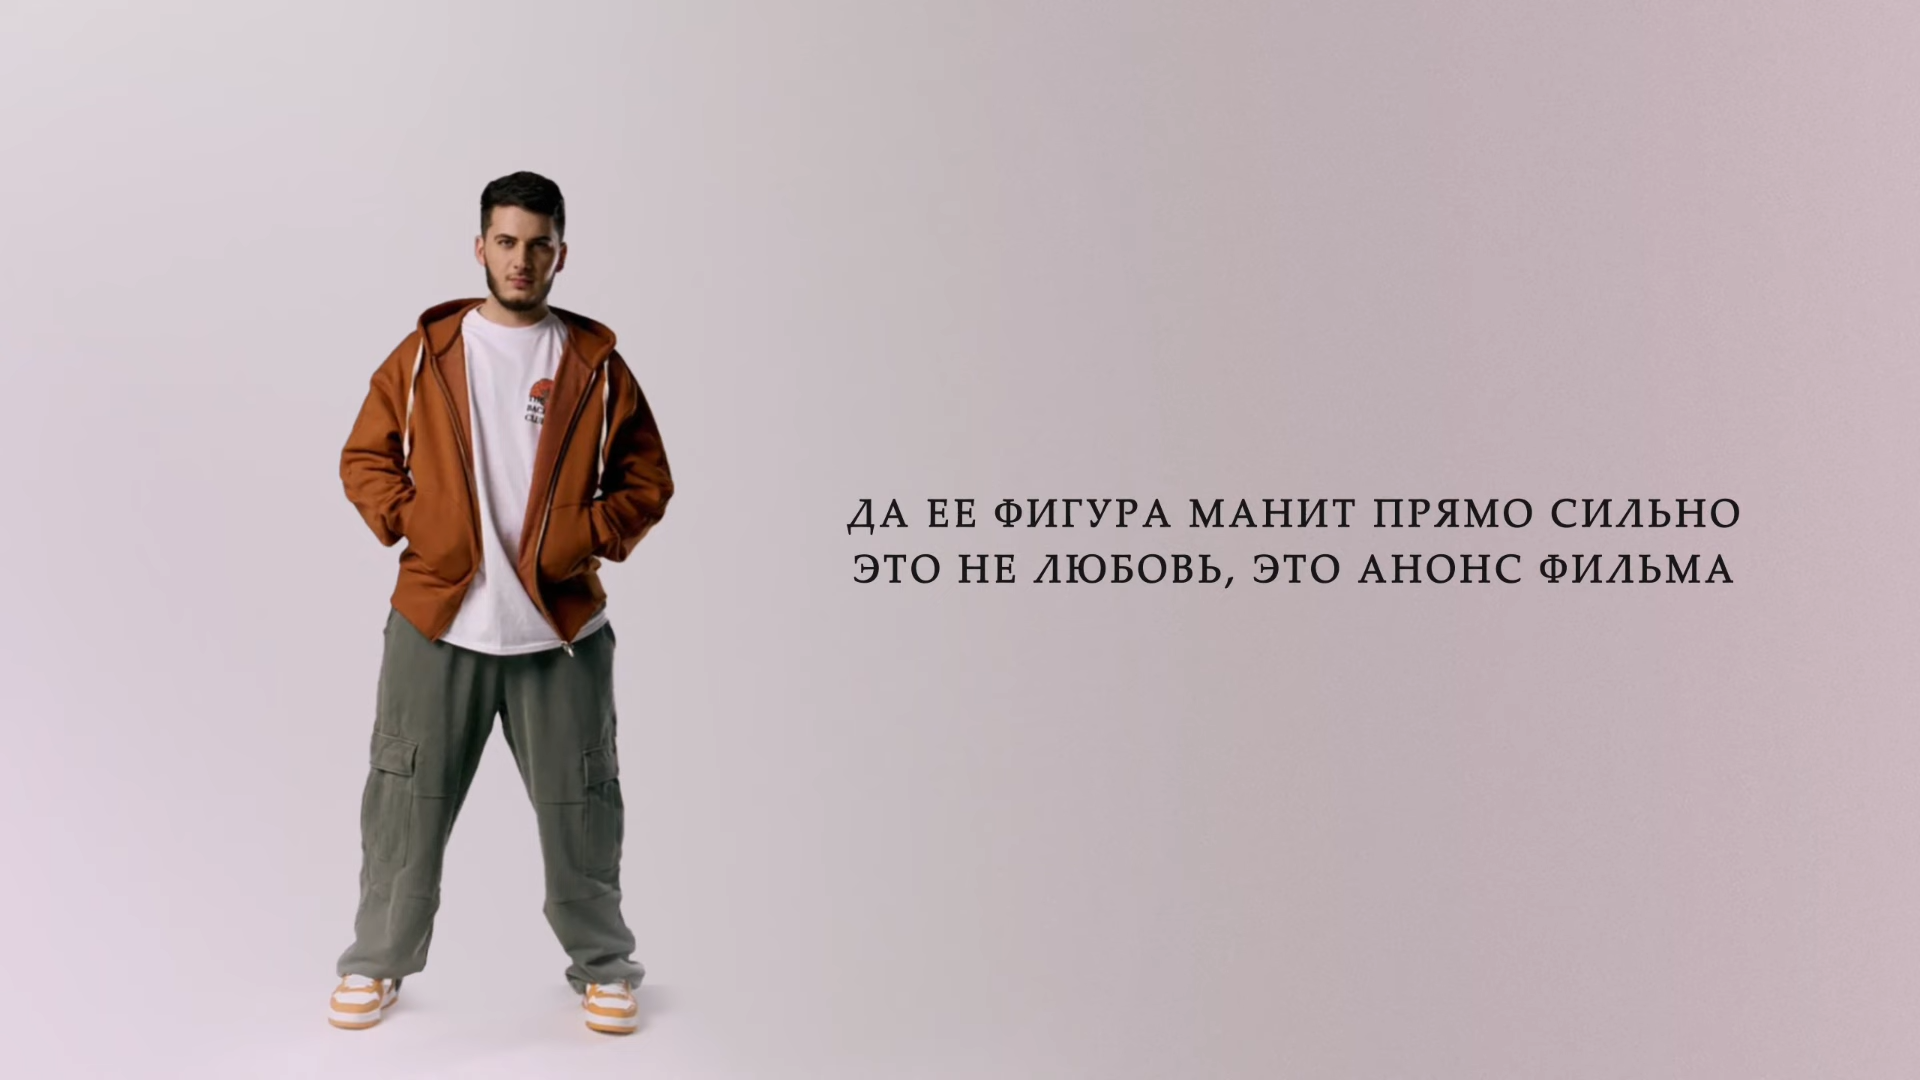 ДА ЕЕ ФИГУРА МАНИТ ПРЯМО СИЛЬНО
ЭТО НЕ ЛЮБОВЬ, ЭТО АНОНС ФИЛЬМА